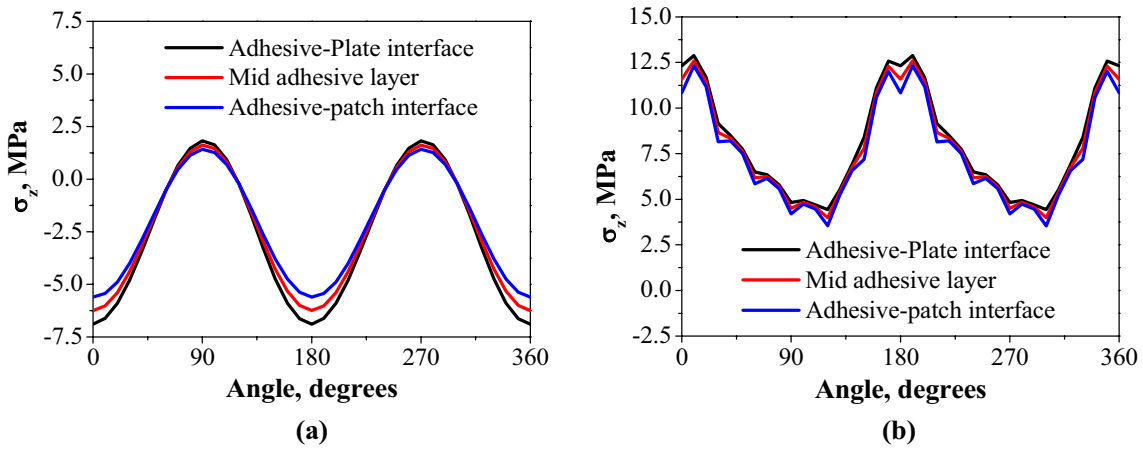 7.5
5.0
2.5
0.0
-2.5
-5.0
-7.5
σz, MPa
Adhesive-Plate interface
Mid adhesive layer
Adhesive-patch interface
0 90 180 270 360
Angle, degrees
(a)
15.0
12.5
10.0
7.5
5.0
2.5
0.0
-2.5
σz, MPa
Adhesive-Plate interface
Mid adhesive layer
Adhesive-patch interface
0 90 180 270 360
Angle, degrees
(b)